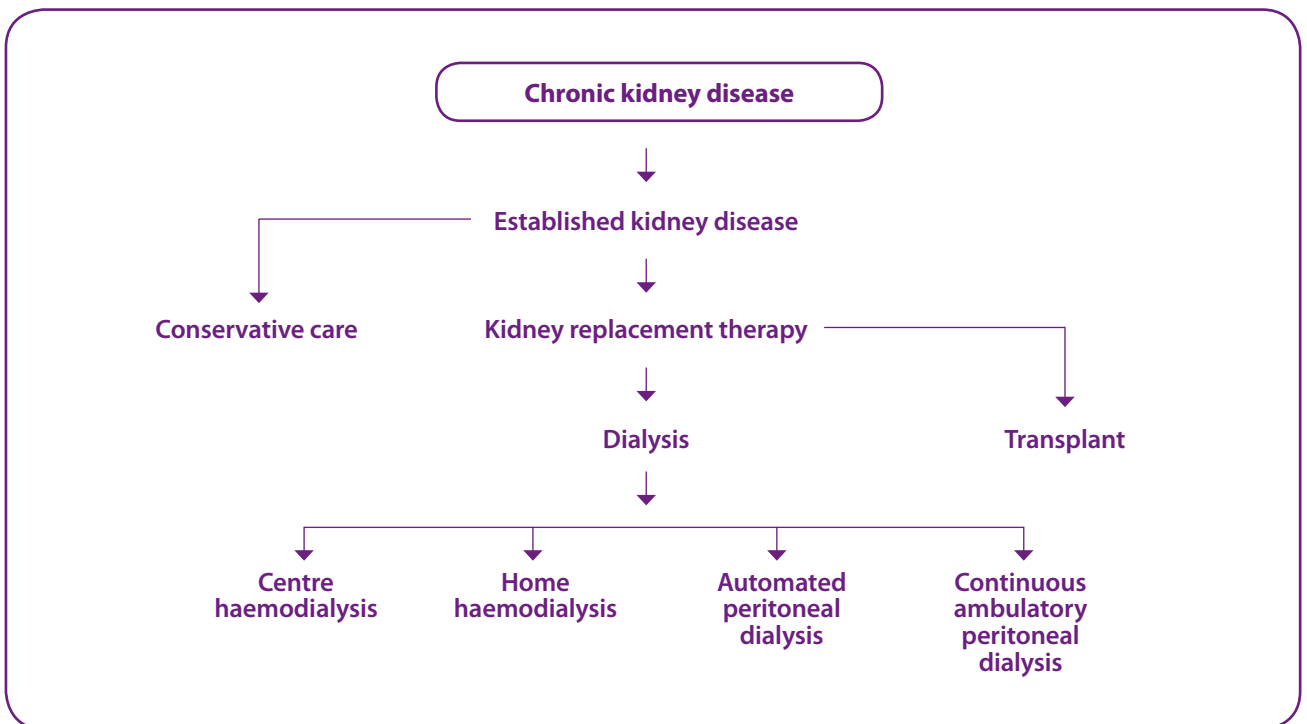 Chronic kidney disease
Established kidney disease
Conservative care
Kidney replacement therapy
Dialysis
Transplant
Centre
haemodialysis
Home
haemodialysis
Automated
peritoneal
dialysis
Continuous
ambulatory
peritoneal
dialysis